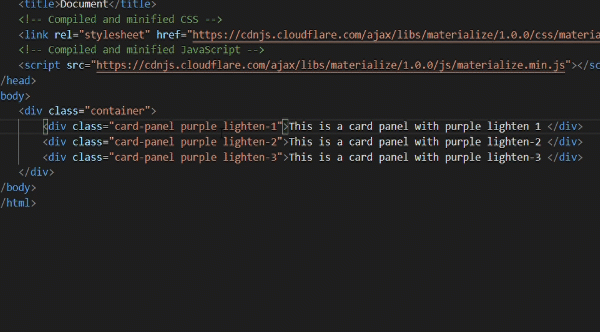 <title>Document</title>
<!-- Compiled and minified CSS -->
<link rel="stylesheet" href="https://cdnjs.cloudflare.com/ajax/libs/materialize/1.0.0/css/materia
<!-- Compiled and minified JavaScript -->
<script src="https://cdnjs.cloudflare.com/ajax/libs/materialize/1.0.0/js/materialize.min.js"></s
/head>
body>
<div class="container">
<div class="card-panel purple lighten-1">This is a card panel with purple lighten 1 </div>
<div class="card-panel purple lighten-2">This is a card panel with purple lighten-2 </div>
<div class="card-panel purple lighten-3">This is a card panel with purple lighten-3 </div>
</div>
/body>
/html>